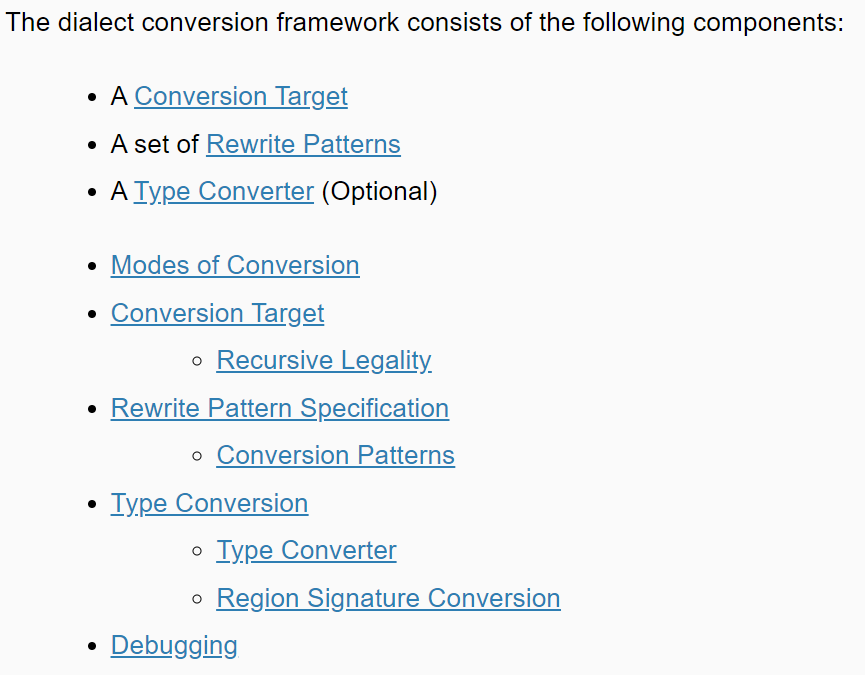 The dialect conversion framework consists of the following components:
• A Conversion Target
• A set of Rewrite Patterns
• A Type Converter (Optional)
• Modes of Conversion
• Conversion Target
◦ Recursive Legality
• Rewrite Pattern Specification
◦ Conversion Patterns
• Type Conversion
◦ Type Converter
◦ Region Signature Conversion
• Debugging